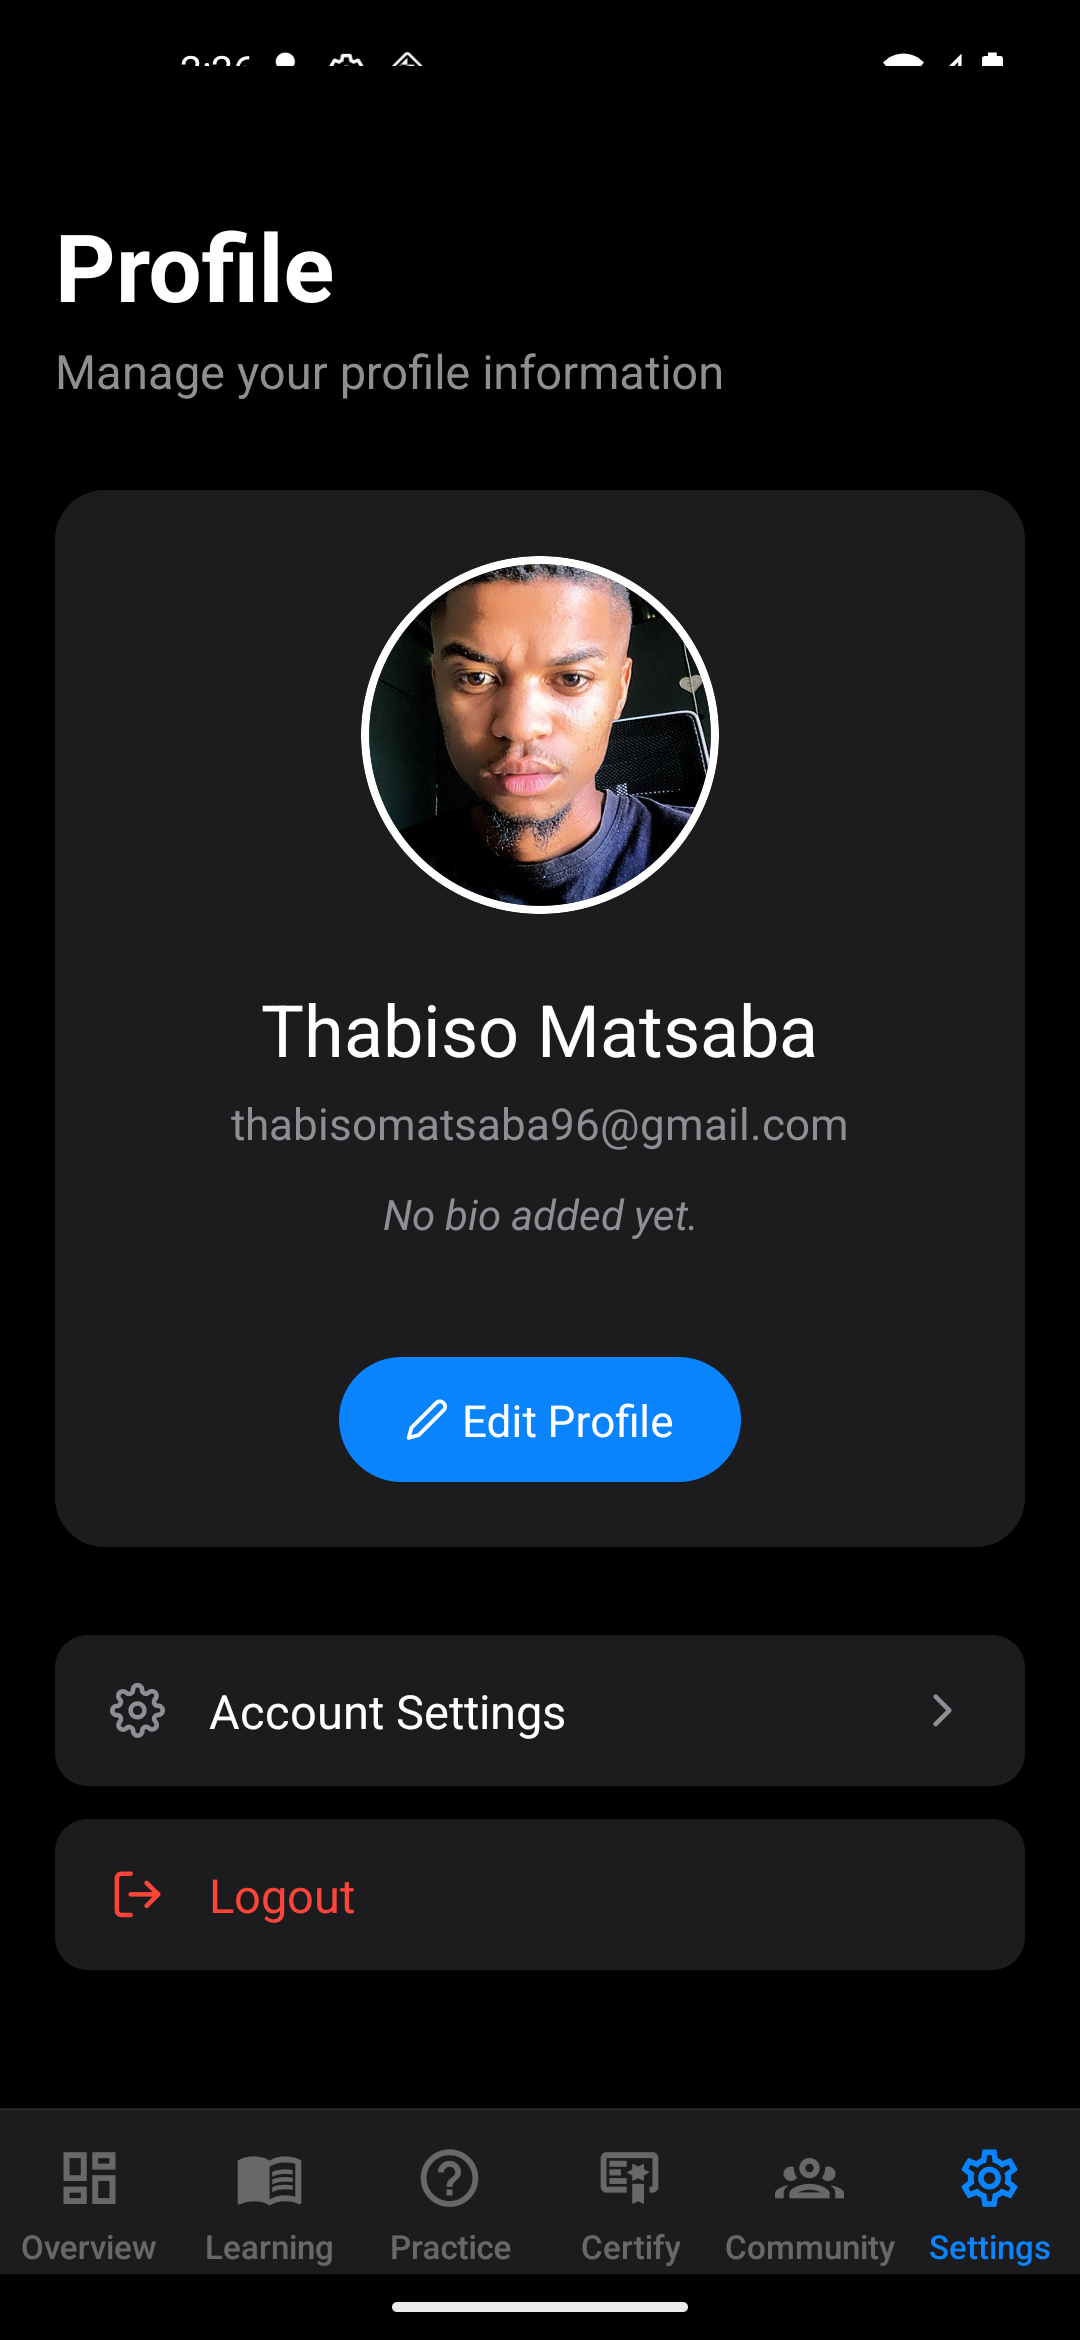 Profile
Manage your profile information
Thabiso Matsaba
thabisomatsaba96@gmail.com
No bio added yet.
Edit Profile
Account Settings
Logout
Overview Learning Practice Certify Community Settings